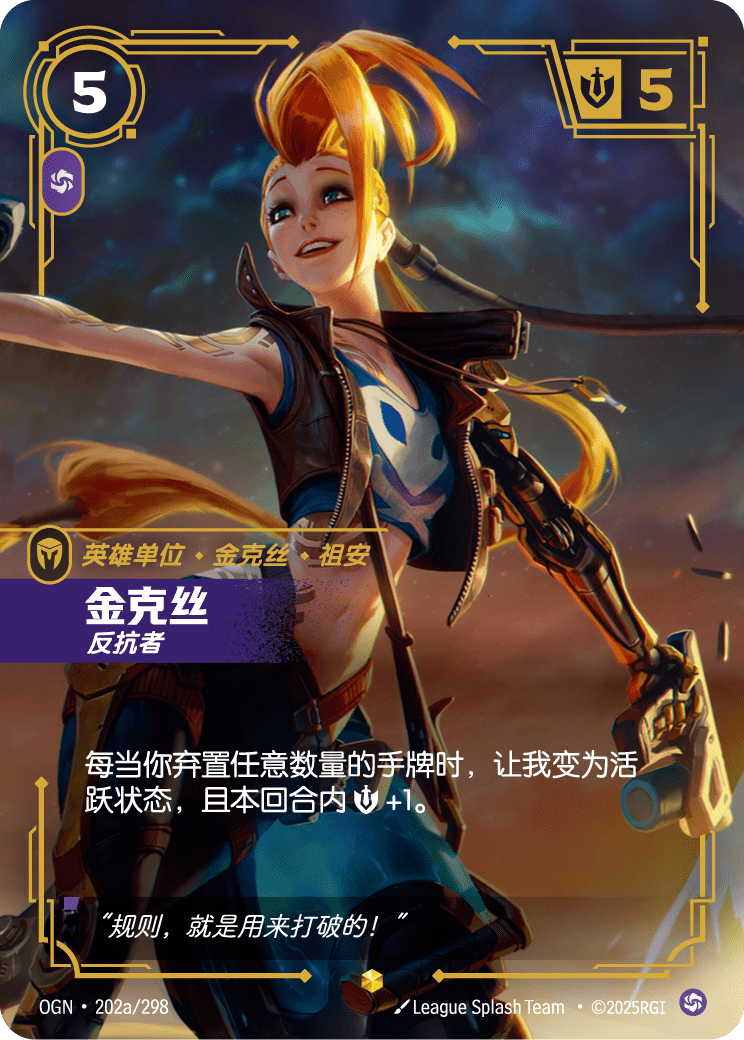 5
5
英雄单位 • 金克丝 • 祖安
金克丝
反抗者
每当你弃置任意数量的手牌时，让我变为活
跃状态，且本回合内 +1。
“规则，就是用来打破的！”
OGN • 202a/298
League Splash Team • ©2025RGI